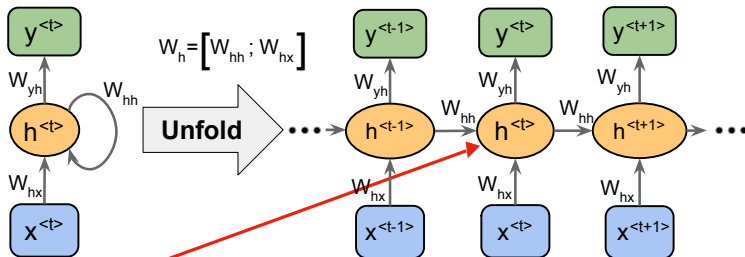 y<t>
W_h=[W_hh ; W_hx]
y<t-1>
y<t>
y<t+1>
W_yh
W_hh
W_yh
W_yh
W_yh
h<t>
Unfold
...
h<t-1>
W_hh
h<t>
W_hh
h<t+1>
...
W_hx
W_hx
W_hx
W_hx
x<t>
x<t-1>
x<t>
x<t+1>